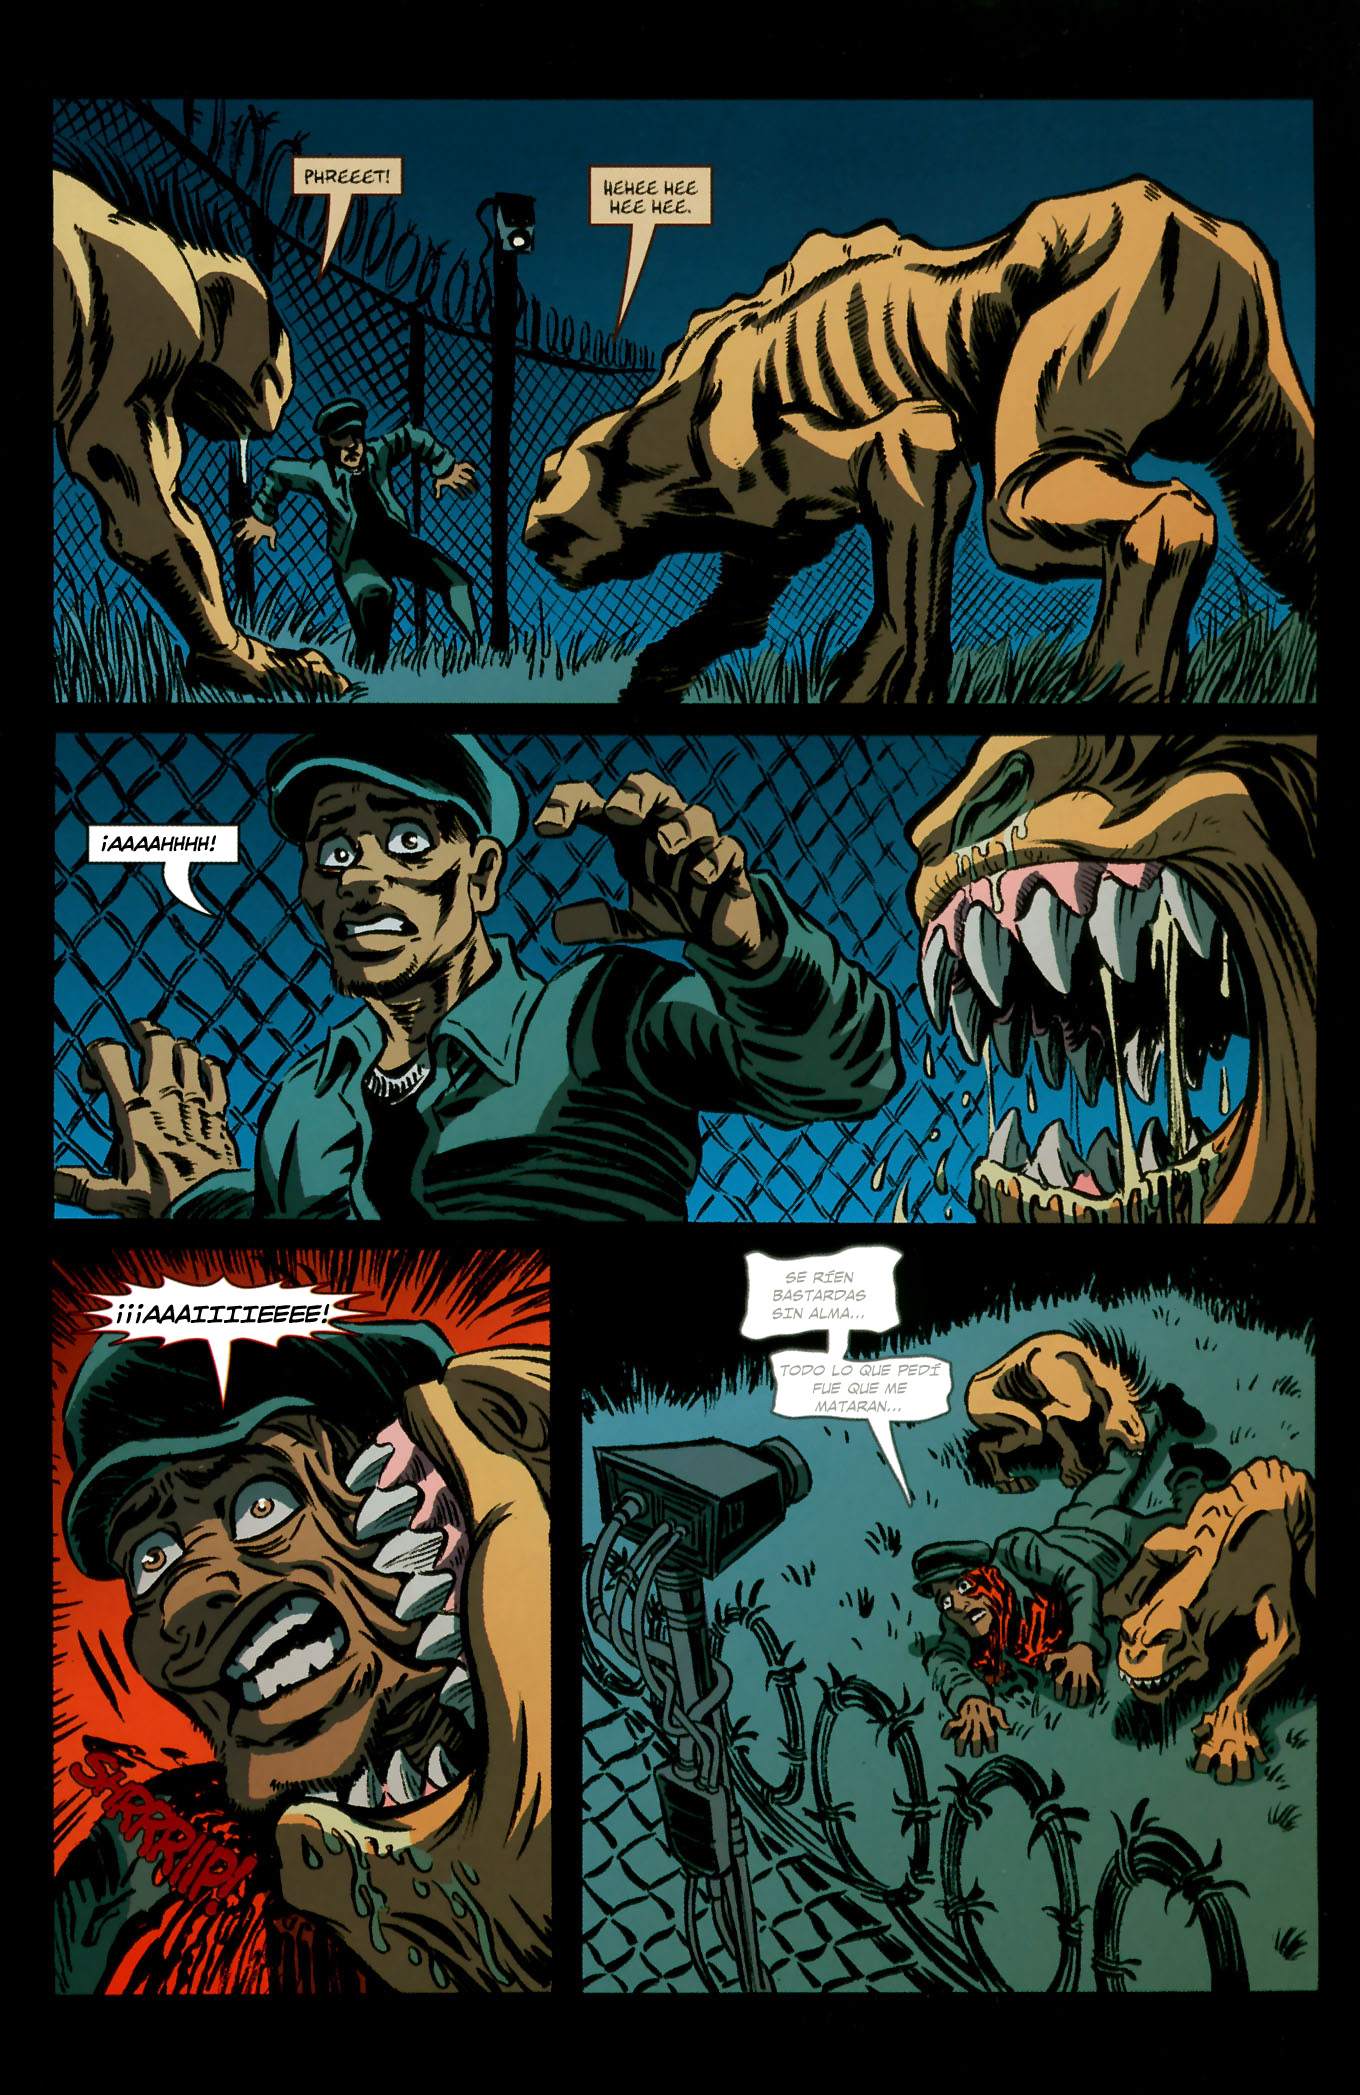 PHREEET!
HEHEE HEE
HEE HEE.
¡AAAAHHHH!
¡¡¡AAAIIIIEEEE!
SHRRRIIIP!
SE RÍEN
BASTARDAS
SIN ALMA...
TODO LO QUE PEDÍ
FUE QUE ME
MATARAN...